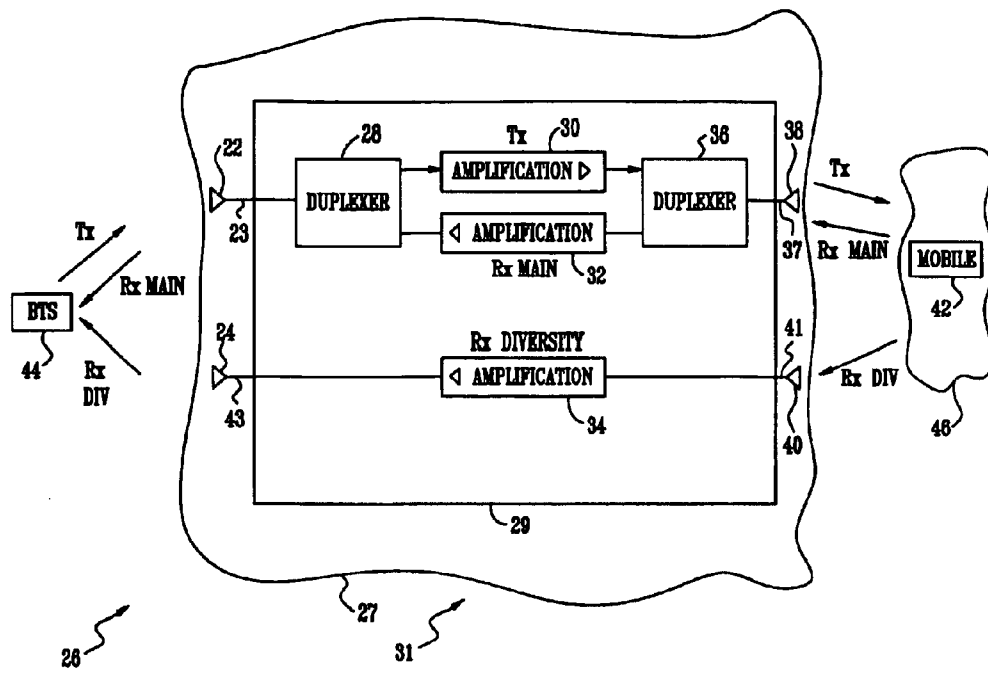 22
28
Tx
30
36
38
DUPLEXER
AMPLIFICATION
DUPLEXER
Tx
23
AMPLIFICATION
Rx MAIN
32
37
Rx MAIN
MOBILE
42
Tx
Rx MAIN
BTS
44
Rx
DIV
24
43
Rx DIVERSITY
AMPLIFICATION
34
41
40
Rx DIV
46
29
27
26
31